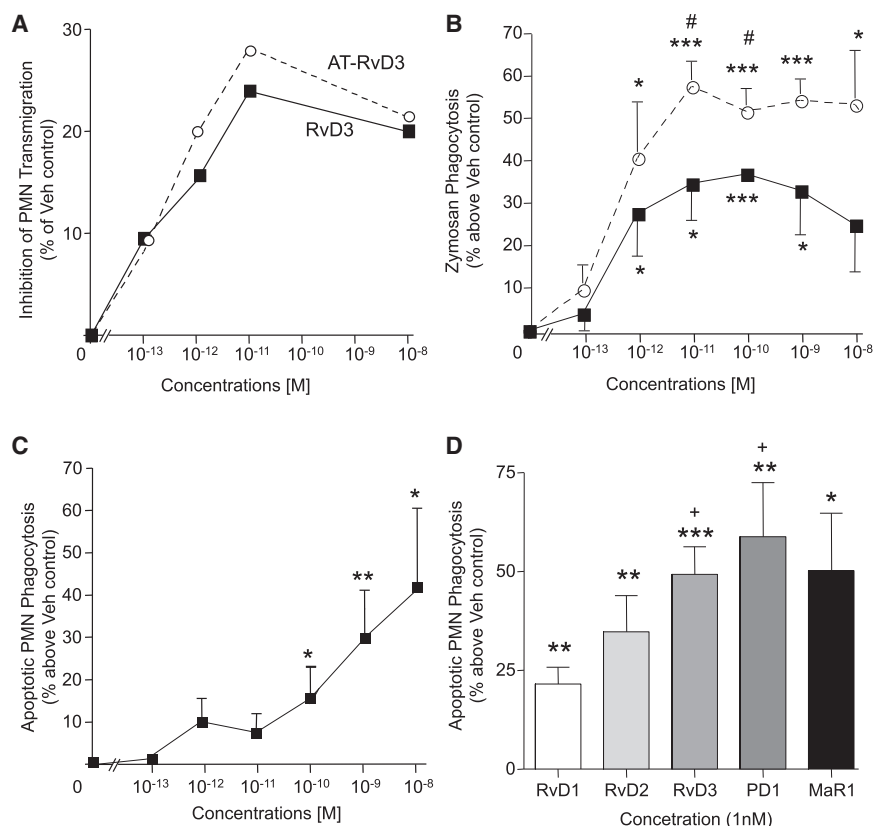 A
Inhibition of PMN Transmigration
(% of Veh control)
30
20
10
0
10-13
10-12
10-11
10-10
10-9
10-8
AT-RvD3
RvD3
Concentrations [M]
B
Zymosan Phagocytosis
(% above Veh control)
70
60
50
40
30
20
10
0
10-13
10-12
10-11
10-10
10-9
10-8
*
#
***
#
***
***
*
*
*
***
*
Concentrations [M]
C
Apoptotic PMN Phagocytosis
(% above Veh control)
70
60
50
40
30
20
10
0
10-13
10-12
10-11
10-10
10-9
10-8
*
**
*
Concentrations [M]
D
Apoptotic PMN Phagocytosis
(% above Veh control)
75
50
25
0
**
**
+
***
+
**
*
RvD1
RvD2
RvD3
PD1
MaR1
Concetration (1nM)